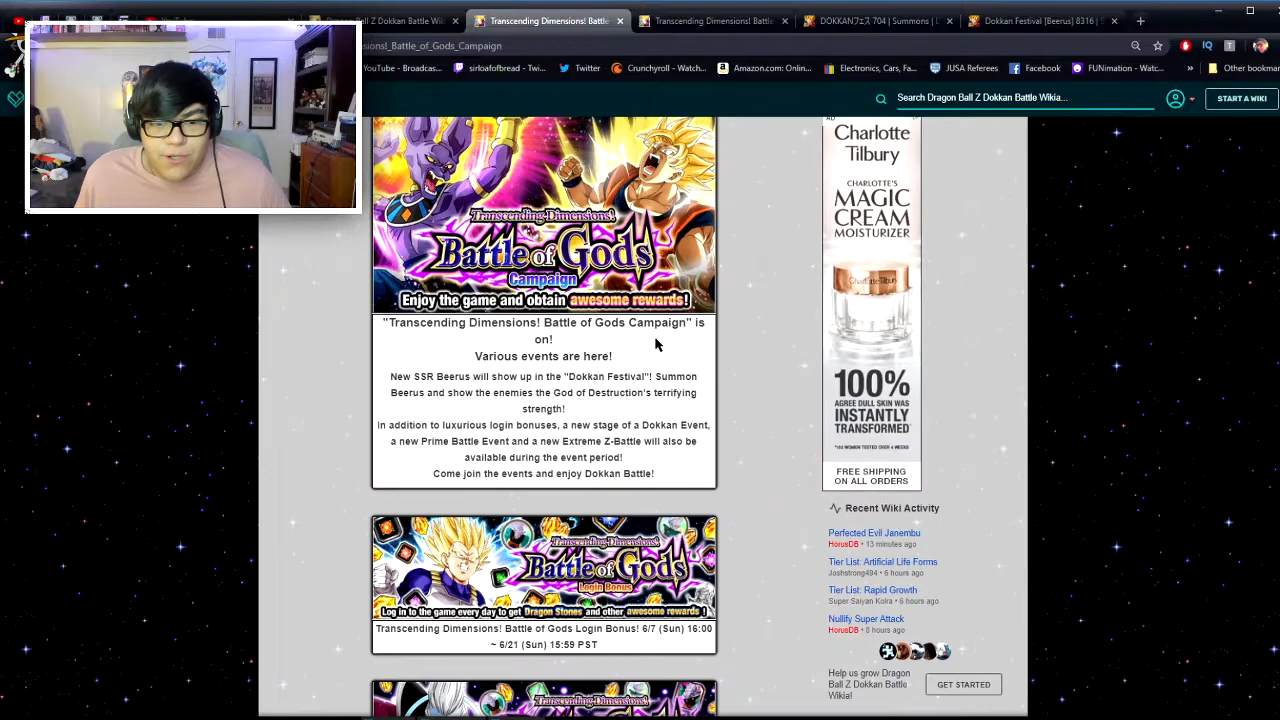 Dragon Ball Z Dokkan Battle Wiki
Transcending Dimensions! Battle
Transcending Dimensions! Battle
DOKKANフェス 704 | Summons |
Dokkan Festival [Beerus] 8316 | S
sions!_Battle_of_Gods_Campaign
YouTube - Broadcas...
sirloafofbread - Twi...
Twitter
Crunchyroll - Watch...
Amazon.com: Onlin...
Electronics, Cars, Fa...
JUSA Referees
Facebook
FUNimation - Watc...
Other bookmar
Search Dragon Ball Z Dokkan Battle Wikia...
START A WIKI
Transcending Dimensions!
Battle of Gods
Campaign
Enjoy the game and obtain awesome rewards!
"Transcending Dimensions! Battle of Gods Campaign" is
on!
Various events are here!
New SSR Beerus will show up in the "Dokkan Festival"! Summon
Beerus and show the enemies the God of Destruction's terrifying
strength!
In addition to luxurious login bonuses, a new stage of a Dokkan Event,
a new Prime Battle Event and a new Extreme Z-Battle will also be
available during the event period!
Come join the events and enjoy Dokkan Battle!
Transcending Dimensions!
Battle of Gods
Login Bonus
Log in to the game every day to get Dragon Stones and other awesome rewards!
Transcending Dimensions! Battle of Gods Login Bonus! 6/7 (Sun) 16:00
~ 6/21 (Sun) 15:59 PST
Transcending Dimensions!
AD
Charlotte
Tilbury
CHARLOTTE'S
MAGIC
CREAM
MOISTURIZER
100%
AGREE DULL SKIN WAS
INSTANTLY
TRANSFORMED*
FREE SHIPPING
ON ALL ORDERS
Recent Wiki Activity
Perfected Evil Janembu
HorusDB • 13 minutes ago
Tier List: Artificial Life Forms
Joshstrong494 • 6 hours ago
Tier List: Rapid Growth
Super Saiyan Kolra • 6 hours ago
Nullify Super Attack
HorusDB • 8 hours ago
Help us grow Dragon
Ball Z Dokkan Battle
Wikia!
GET STARTED